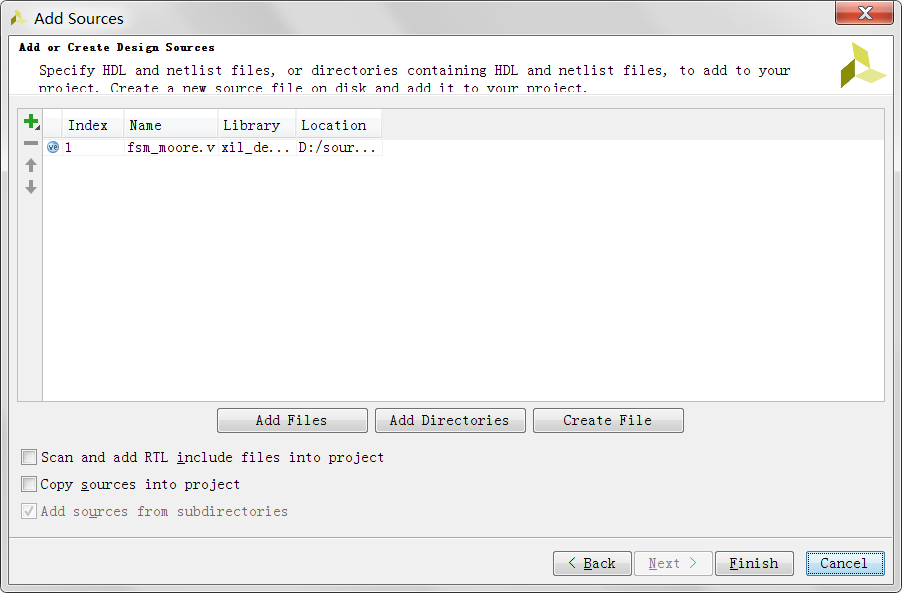 Add Sources
Add or Create Design Sources
Specify HDL and netlist files, or directories containing HDL and netlist files, to add to your
project. Create a new source file on disk and add it to your project.
Index Name Library Location
1 fsm_moore.v xil_de... D:/sour...
Add Files Add Directories Create File
Scan and add RTL include files into project
Copy sources into project
Add sources from subdirectories
< Back Next > Finish Cancel